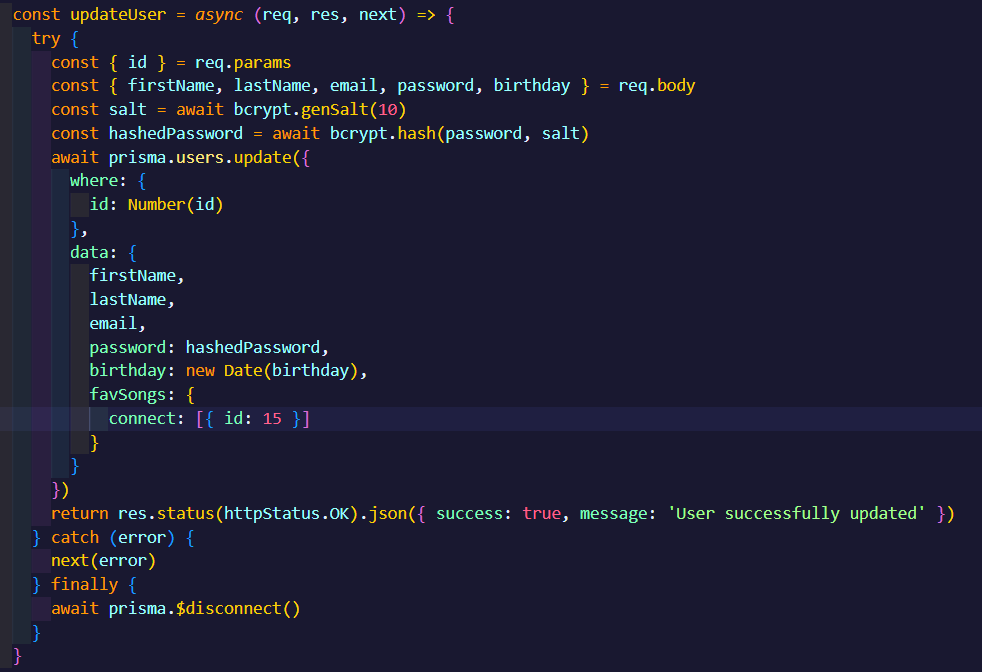 const updateUser = async (req, res, next) => {
try {
const { id } = req.params
const { firstName, lastName, email, password, birthday } = req.body
const salt = await bcrypt.genSalt(10)
const hashedPassword = await bcrypt.hash(password, salt)
await prisma.users.update({
where: {
id: Number(id)
},
data: {
firstName,
lastName,
email,
password: hashedPassword,
birthday: new Date(birthday),
favSongs: {
connect: [{ id: 15 }]
}
}
})
return res.status(httpStatus.OK).json({ success: true, message: 'User successfully updated' })
} catch (error) {
next(error)
} finally {
await prisma.$disconnect()
}
}